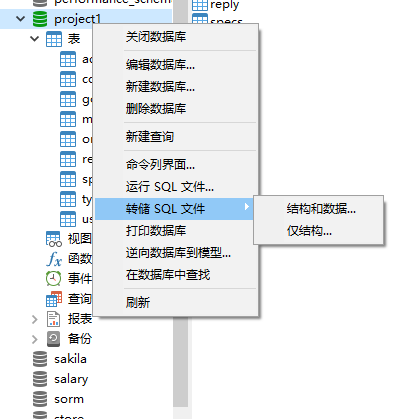 performance_schem
reply
project1
specs
表
ad
co
ge
m
or
re
sp
ty
us
视图
函数
事件
查询
报表
备份
sakila
salary
sorm
store
关闭数据库
编辑数据库...
新建数据库...
删除数据库
新建查询
命令列界面...
运行 SQL 文件...
转储 SQL 文件
打印数据库
逆向数据库到模型...
在数据库中查找
刷新
结构和数据...
仅结构...